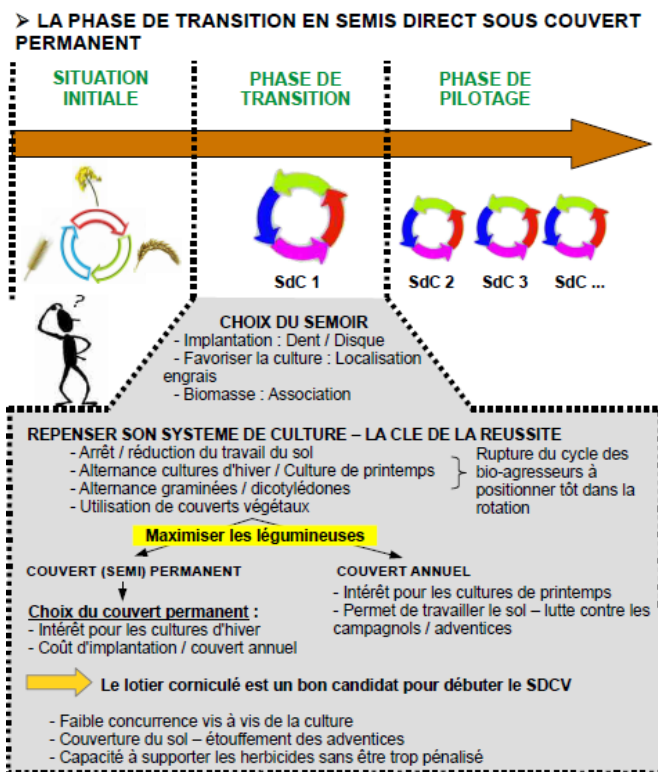 ➢ LA PHASE DE TRANSITION EN SEMIS DIRECT SOUS COUVERT
PERMANENT
SITUATION
INITIALE
PHASE DE
TRANSITION
PHASE DE
PILOTAGE
SdC 1
SdC 2
SdC 3
SdC ...
?
CHOIX DU SEMOIR
- Implantation : Dent / Disque
- Favoriser la culture : Localisation
engrais
- Biomasse : Association
REPENSER SON SYSTEME DE CULTURE – LA CLE DE LA REUSSITE
- Arrêt / réduction du travail du sol
- Alternance cultures d'hiver / Culture de printemps
- Alternance graminées / dicotylédones
- Utilisation de couverts végétaux
Rupture du cycle des
bio-agresseurs à
positionner tôt dans la
rotation
Maximiser les légumineuses
COUVERT (SEMI) PERMANENT
Choix du couvert permanent :
- Intérêt pour les cultures d'hiver
- Coût d'implantation / couvert annuel
COUVERT ANNUEL
- Intérêt pour les cultures de printemps
- Permet de travailler le sol – lutte contre les
campagnols / adventices
Le lotier corniculé est un bon candidat pour débuter le SDCV
- Faible concurrence vis à vis de la culture
- Couverture du sol – étouffement des adventices
- Capacité à supporter les herbicides sans être trop pénalisé